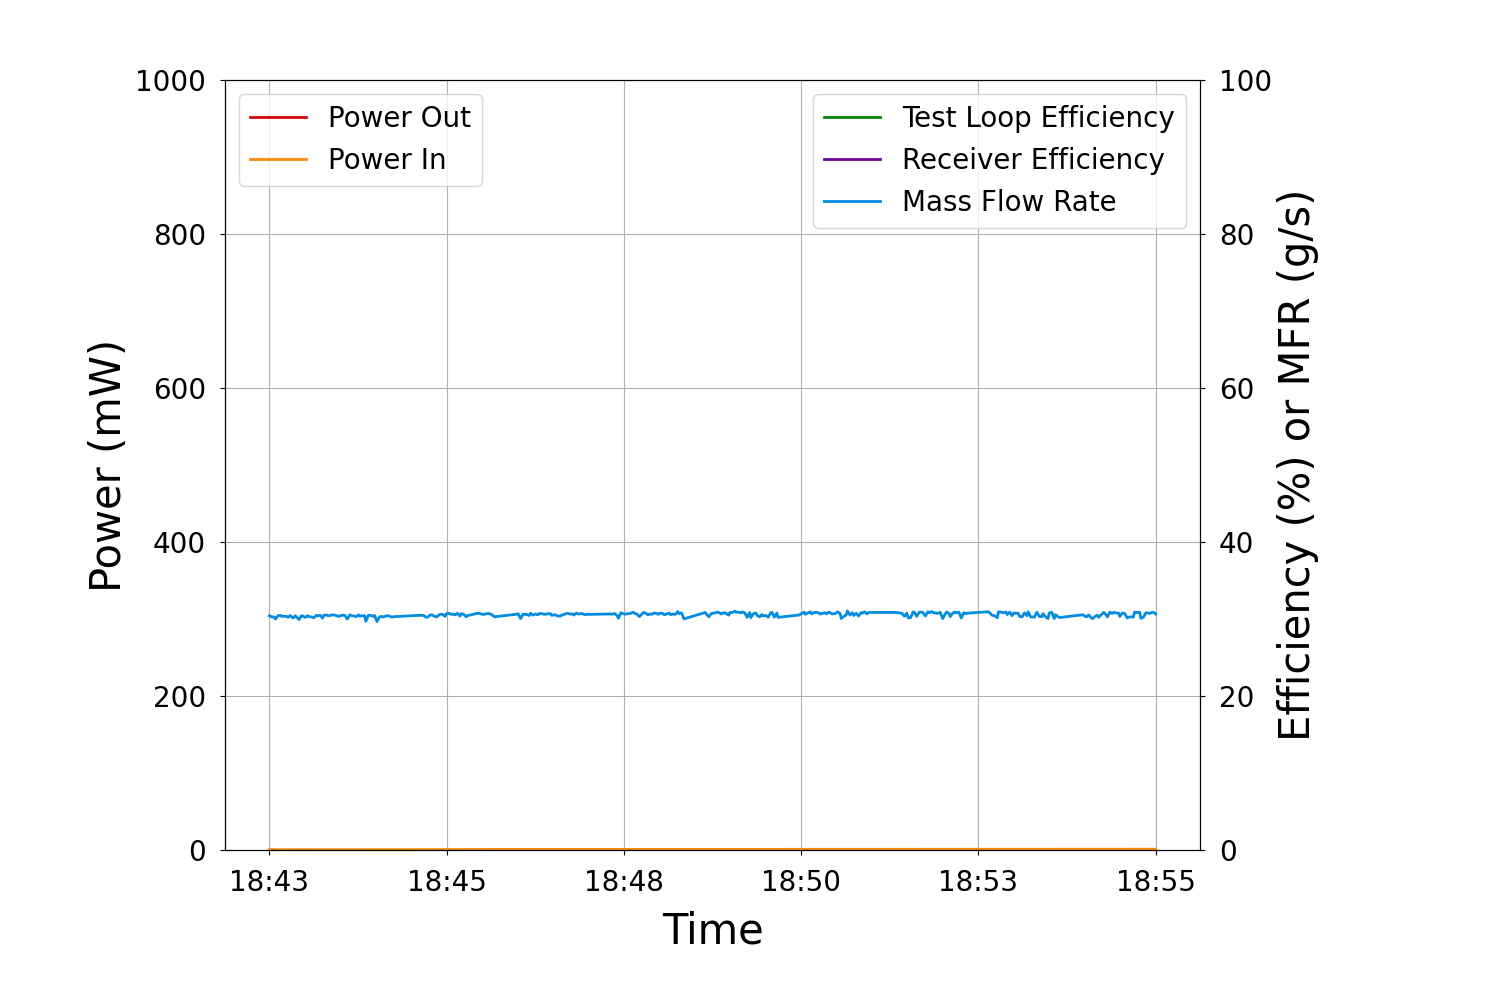 Power Out
Power In
Test Loop Efficiency
Receiver Efficiency
Mass Flow Rate
1000
800
600
400
200
0
Power (mW)
100
80
60
40
20
0
Efficiency (%) or MFR (g/s)
18:43 18:45 18:48 18:50 18:53 18:55
Time